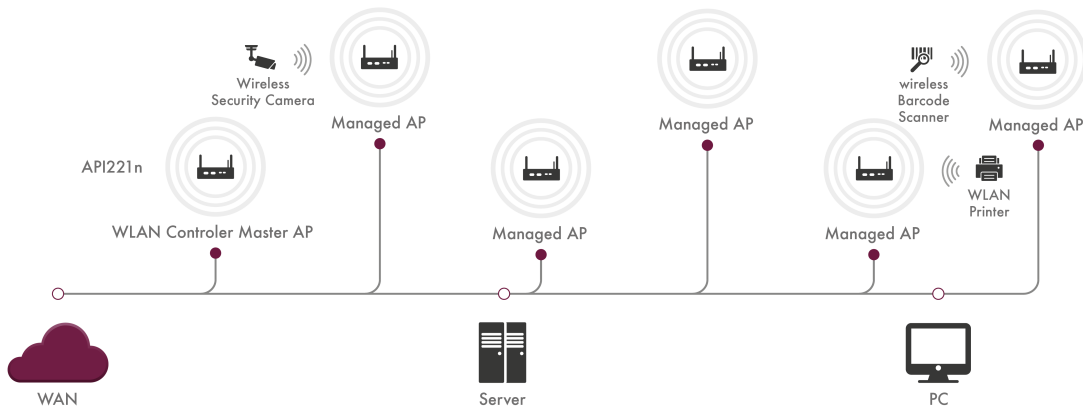 Wireless
Security Camera
Managed AP
Managed AP
wireless
Barcode
Scanner
Managed AP
API221n
WLAN Controler Master AP
Managed AP
Managed AP
WLAN
Printer
WAN
Server
PC